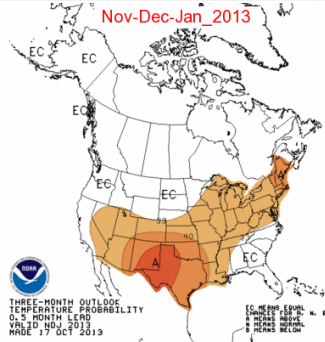 Nov-Dec-Jan_2013
EC
EC
EC
EC
EC
A
33
40
A
EC
NOAA
THREE-MONTH OUTLOOK
TEMPERATURE PROBABILITY
0.5 MONTH LEAD
VALID NDJ 2013
MADE 17 OCT 2013
EC MEANS EQUAL
CHANCES FOR A, N, B
A MEANS ABOVE
N MEANS NORMAL
B MEANS BELOW